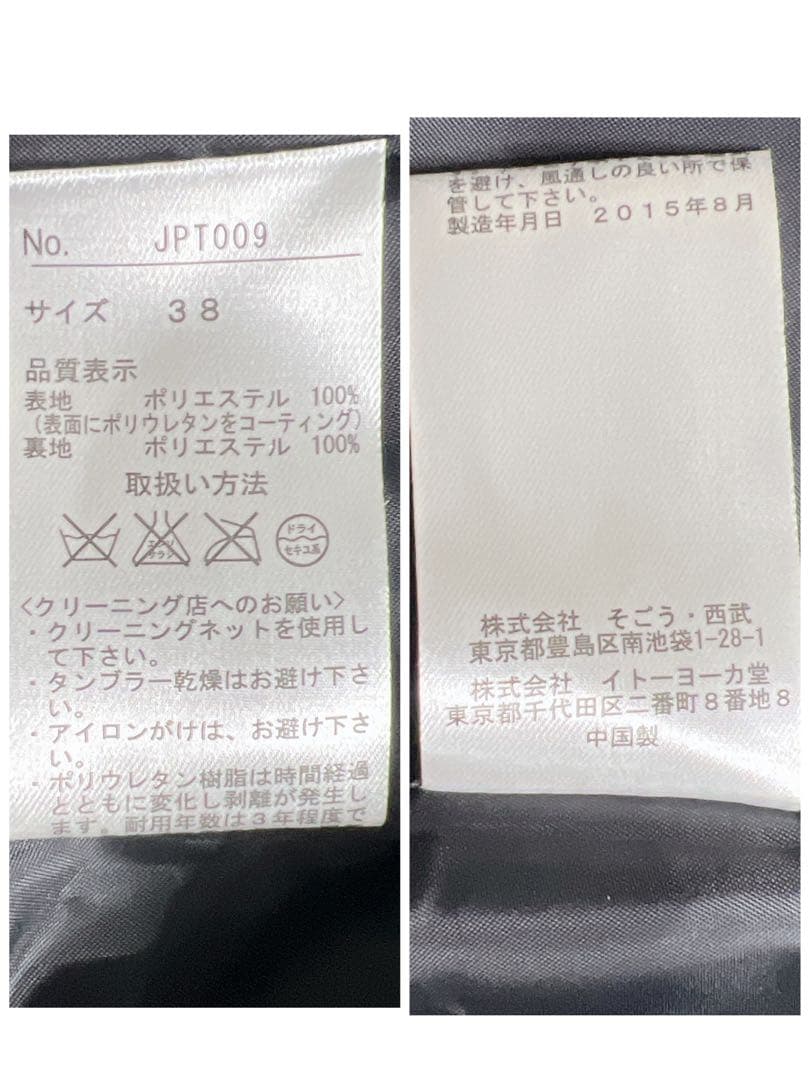 No. JPT009
サイズ 38
品質表示
表地 ポリエステル 100%
(表面にポリウレタンをコーティング)
裏地 ポリエステル 100%
取扱い方法
エンソ
サラシ
ドライ
セキユ系
<クリーニング店へのお願い>
・クリーニングネットを使用し
て下さい。
・タンブラー乾燥はお避け下さ
い。
・アイロンがけは、お避け下さ
い。
・ポリウレタン樹脂は時間経過
とともに変化し剥離が発生し
ます。耐用年数は3年程度で
を避け、風通しの良い所で保
管して下さい。
製造年月日 2015年8月
株式会社 そごう・西武
東京都豊島区南池袋1-28-1
株式会社 イトーヨーカ堂
東京都千代田区二番町8番地8
中国製